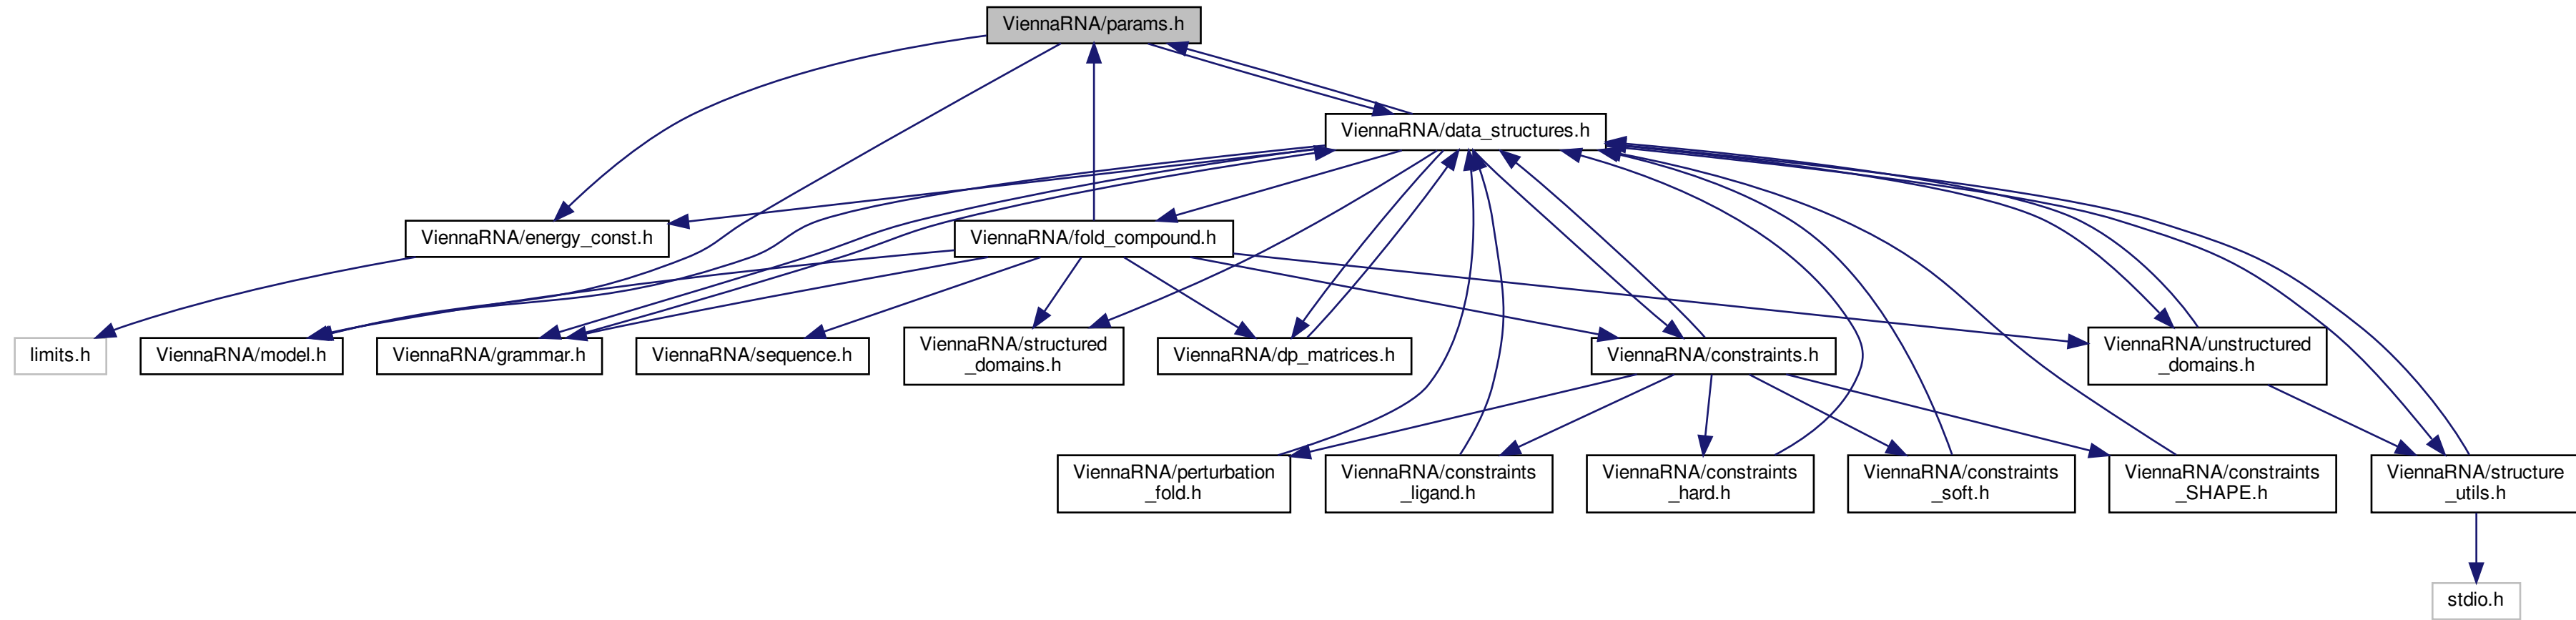 ViennaRNA/params.h
ViennaRNA/data_structures.h
ViennaRNA/energy_const.h
ViennaRNA/fold_compound.h
limits.h
ViennaRNA/model.h
ViennaRNA/grammar.h
ViennaRNA/sequence.h
ViennaRNA/structured
_domains.h
ViennaRNA/dp_matrices.h
ViennaRNA/constraints.h
ViennaRNA/unstructured
_domains.h
ViennaRNA/perturbation
_fold.h
ViennaRNA/constraints
_ligand.h
ViennaRNA/constraints
_hard.h
ViennaRNA/constraints
_soft.h
ViennaRNA/constraints
_SHAPE.h
ViennaRNA/structure
_utils.h
stdio.h